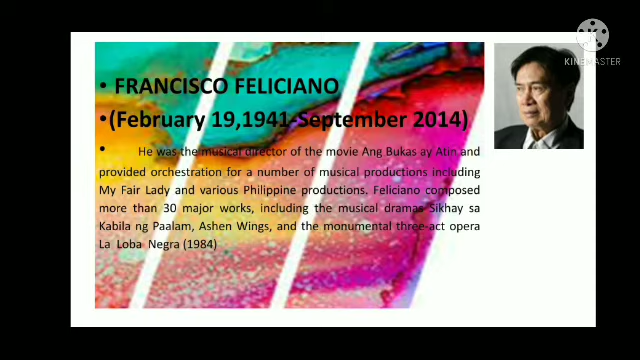 • FRANCISCO FELICIANO
•(February 19,1941-September 2014)
• He was the musical director of the movie Ang Bukas ay Atin and
provided orchestration for a number of musical productions including
My Fair Lady and various Philippine productions. Feliciano composed
more than 30 major works, including the musical dramas Sikhay sa
Kabila ng Paalam, Ashen Wings, and the monumental three-act opera
La Loba Negra (1984)
K
KINEMASTER